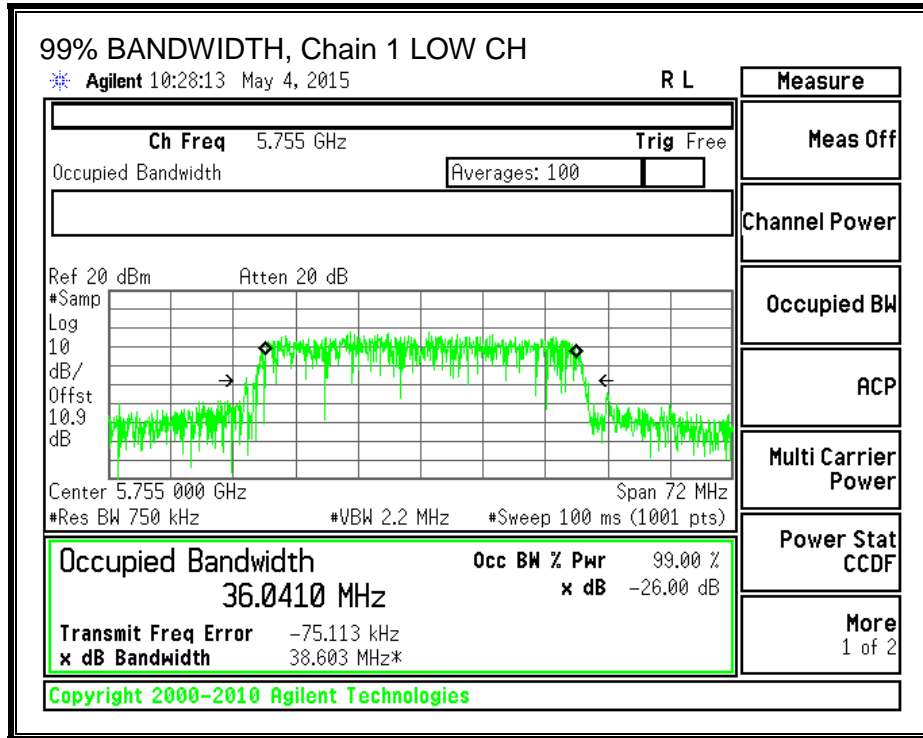 99% BANDWIDTH, Chain 1 LOW CH
Agilent 10:28:13 May 4, 2015 R L
Measure
Ch Freq 5.755 GHz Trig Free
Meas Off
Occupied Bandwidth Averages: 100
Channel Power
Ref 20 dBm Atten 20 dB
#Samp
Log
10
dB/
Offst
10.9
dB
Occupied BW
ACP
Multi Carrier
Power
Center 5.755 000 GHz Span 72 MHz
#Res BW 750 kHz #VBW 2.2 MHz #Sweep 100 ms (1001 pts)
Occupied Bandwidth Occ BW % Pwr 99.00 %
36.0410 MHz x dB -26.00 dB
Transmit Freq Error -75.113 kHz
x dB Bandwidth 38.603 MHz*
Power Stat
CCDF
More
1 of 2
Copyright 2000-2010 Agilent Technologies